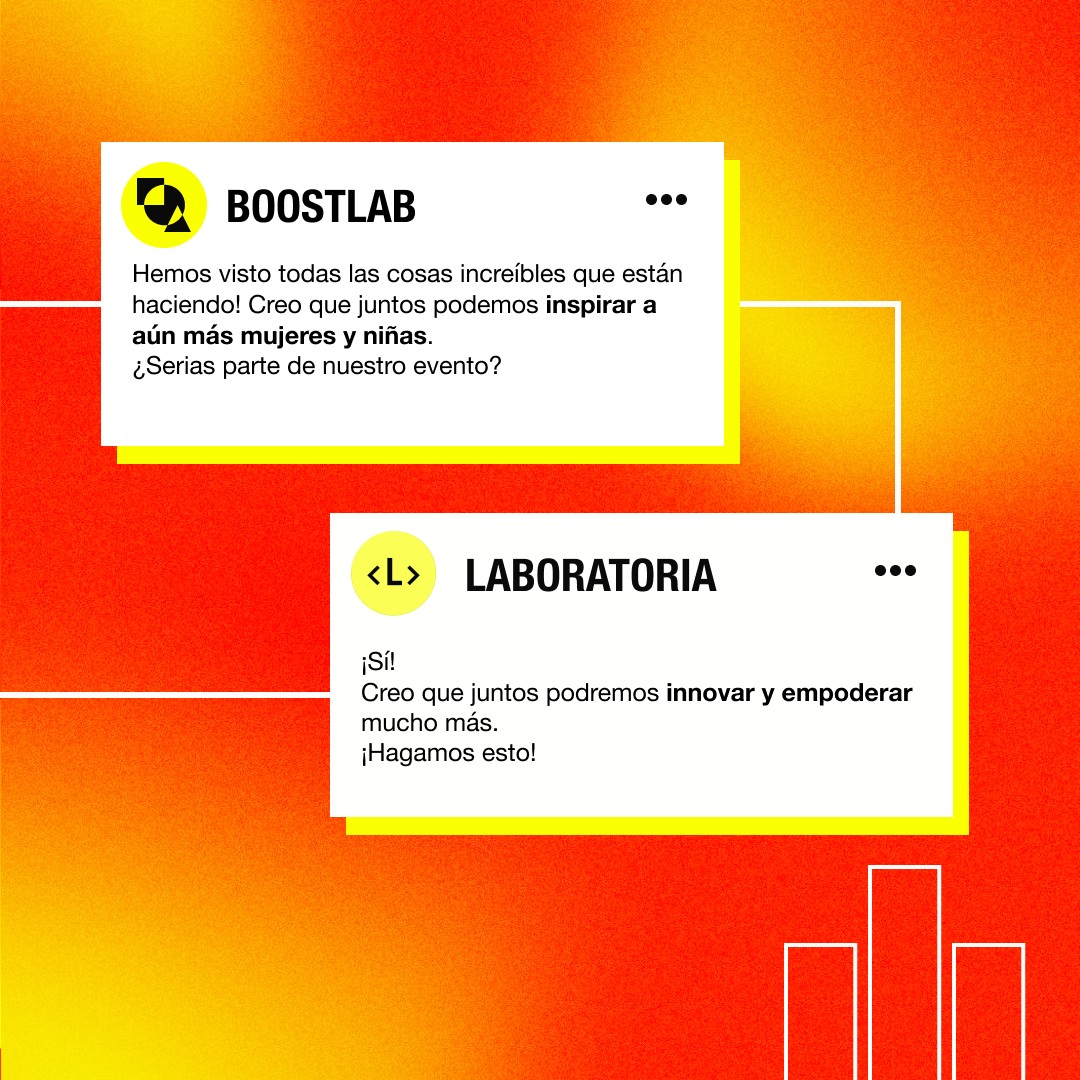 BOOSTLAB
Hemos visto todas las cosas increíbles que están
haciendo! Creo que juntos podemos inspirar a
aún más mujeres y niñas.
¿Serias parte de nuestro evento?
<L>
LABORATORIA
¡Sí!
Creo que juntos podremos innovar y empoderar
mucho más.
¡Hagamos esto!